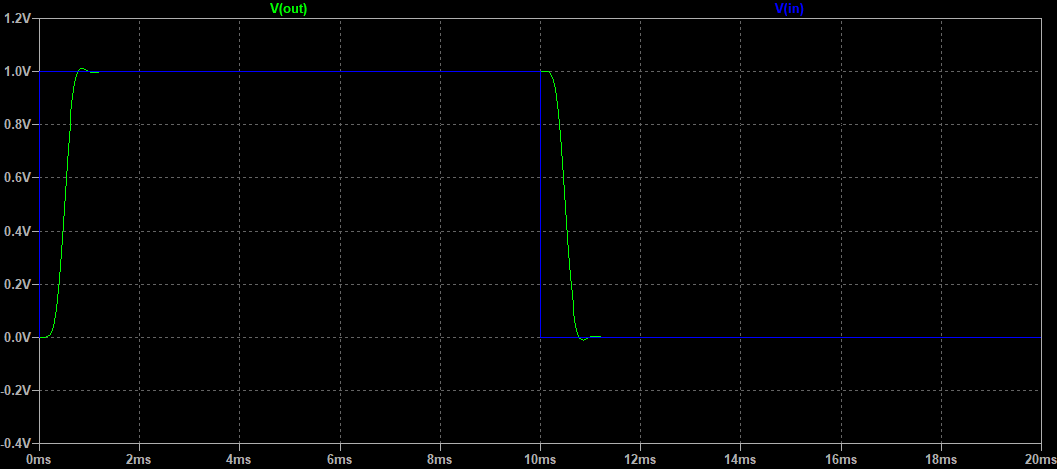 V(out) V(in)
1.2V
1.0V
0.8V
0.6V
0.4V
0.2V
0.0V
-0.2V
-0.4V
0ms 2ms 4ms 6ms 8ms 10ms 12ms 14ms 16ms 18ms 20ms